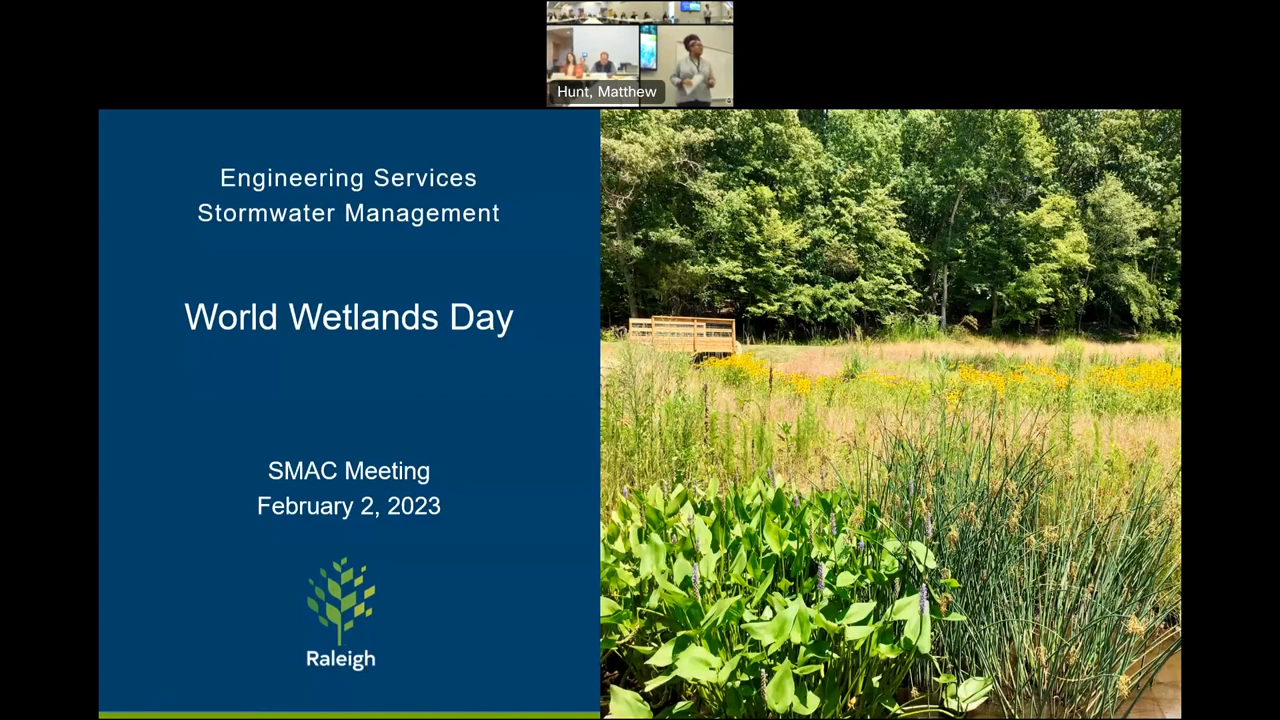 Hunt, Matthew
Engineering Services
Stormwater Management
World Wetlands Day
SMAC Meeting
February 2, 2023
Raleigh